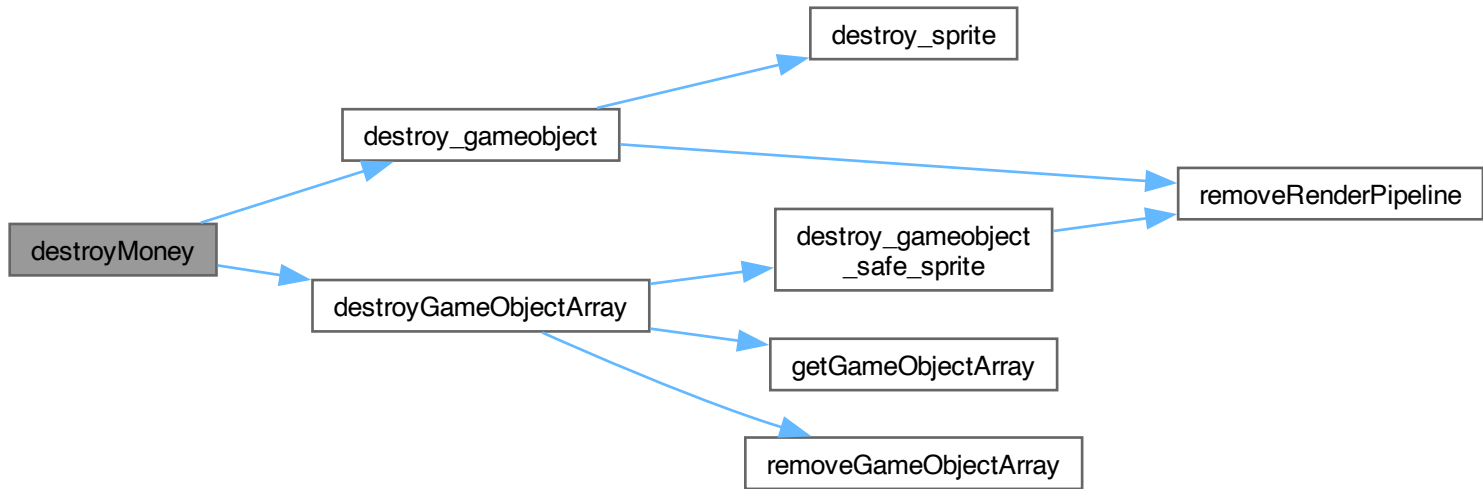 destroy_sprite
destroy_gameobject
removeRenderPipeline
destroy_gameobject
_safe_sprite
destroyMoney
destroyGameObjectArray
getGameObjectArray
removeGameObjectArray